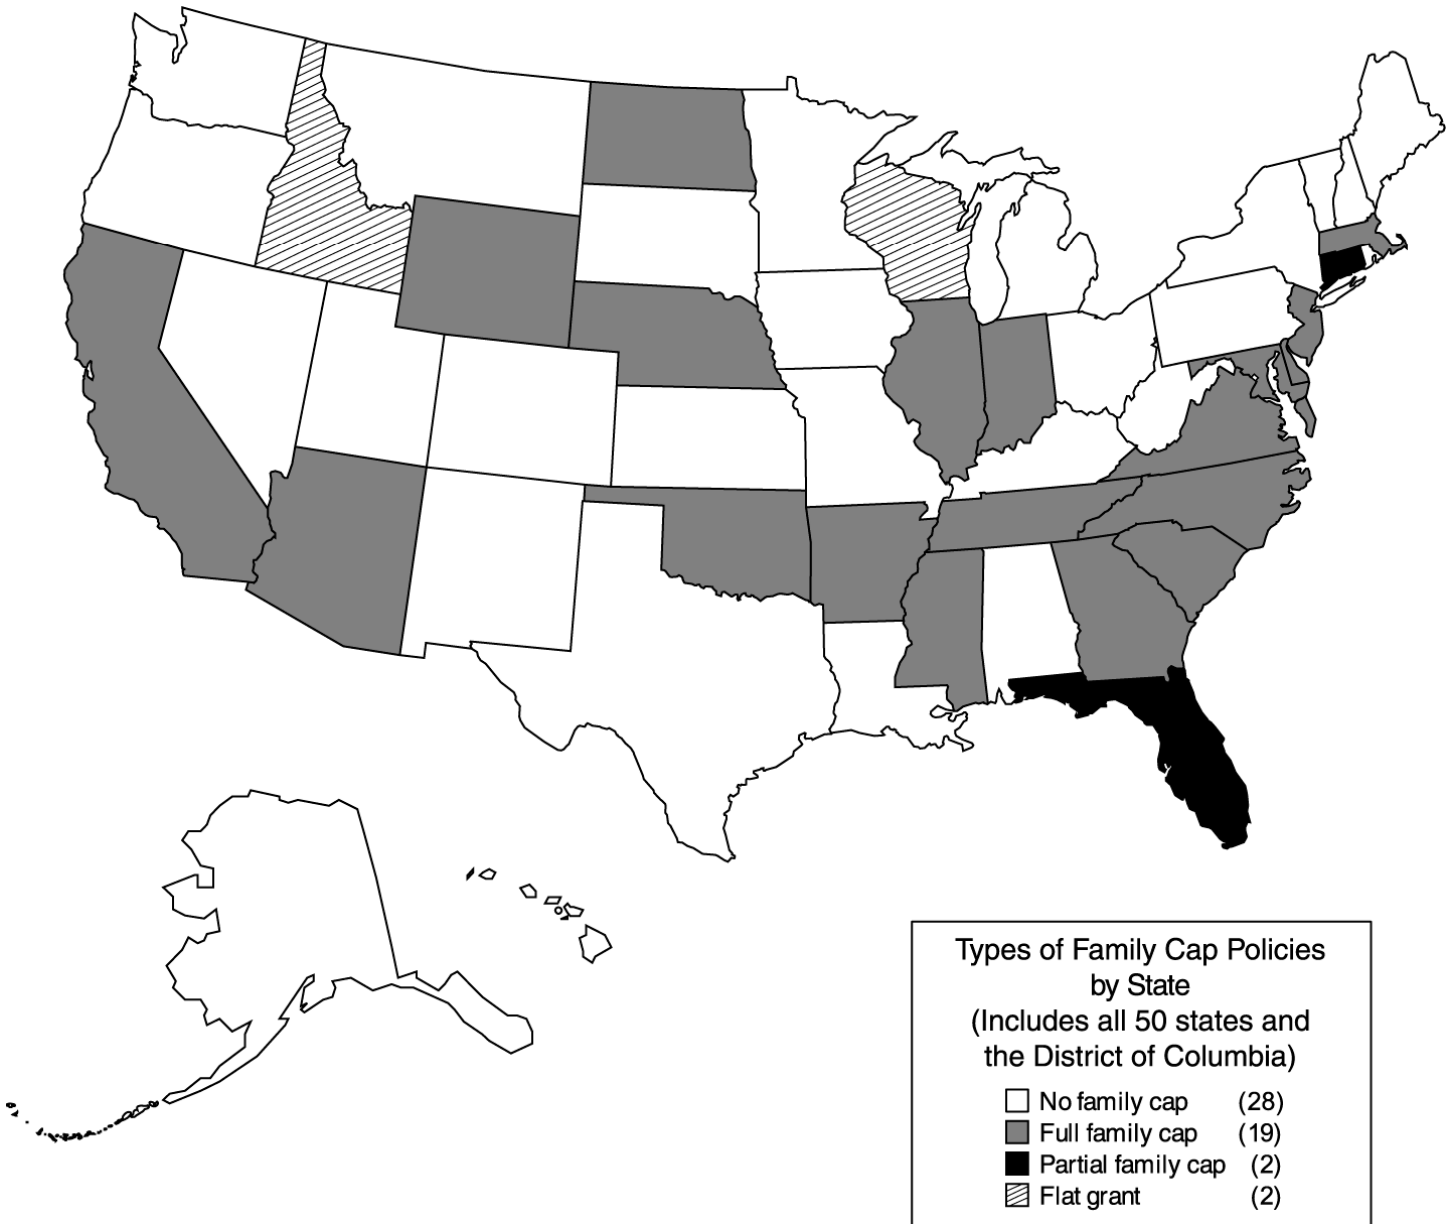 Types of Family Cap Policies
by State
(Includes all 50 states and
the District of Columbia)
No family cap (28)
Full family cap (19)
Partial family cap (2)
Flat grant (2)